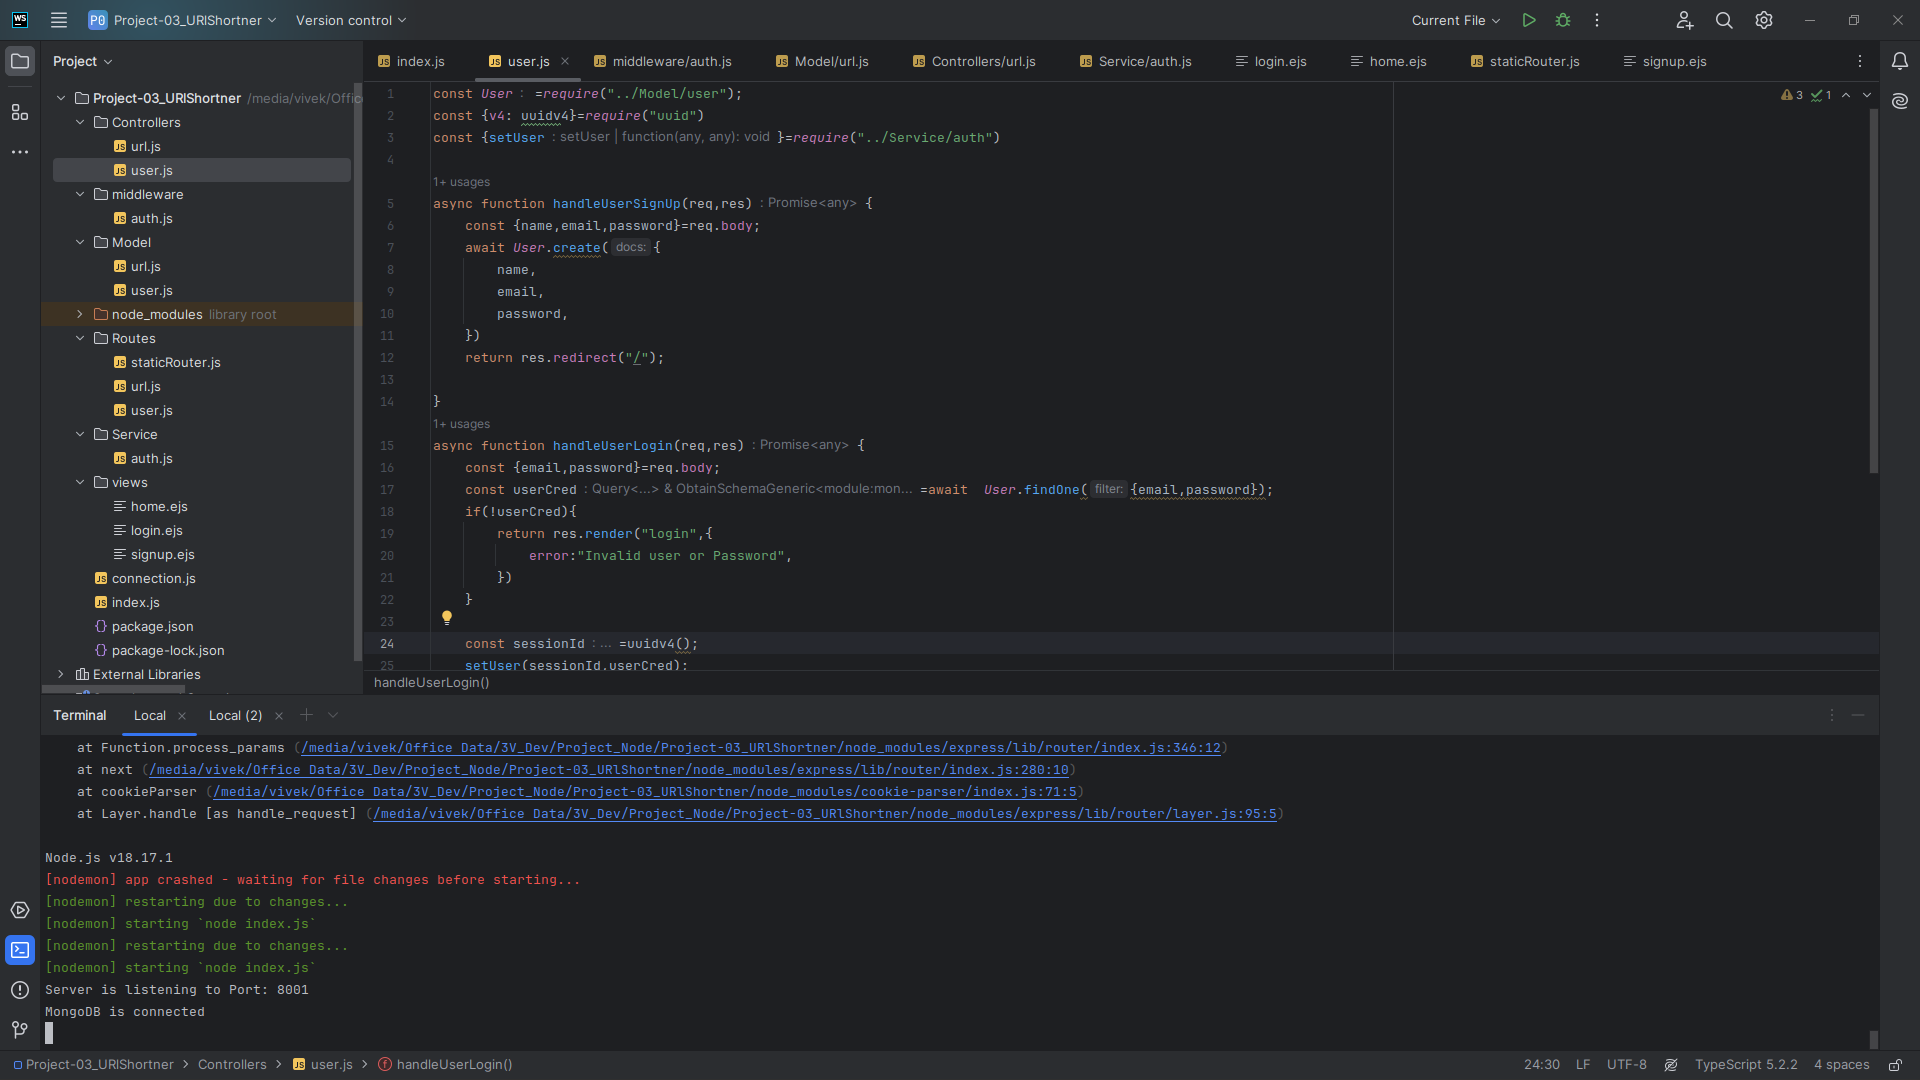 WS
P0 Project-03_URlShortner
Version control
Current File
Project
Project-03_URlShortner /media/vivek/Offic
Controllers
url.js
user.js
middleware
auth.js
Model
url.js
user.js
node_modules library root
Routes
staticRouter.js
url.js
user.js
Service
auth.js
views
home.ejs
login.ejs
signup.ejs
connection.js
index.js
package.json
package-lock.json
External Libraries
index.js
user.js
middleware/auth.js
Model/url.js
Controllers/url.js
Service/auth.js
login.ejs
home.ejs
staticRouter.js
signup.ejs
3 1
1 const User : =require("../Model/user");
2 const {v4: uuidv4}=require("uuid")
3 const {setUser : setUser | function(any, any): void }=require("../Service/auth")
4
1+ usages
5 async function handleUserSignUp(req,res) : Promise<any> {
6 const {name,email,password}=req.body;
7 await User.create( docs: {
8 name,
9 email,
10 password,
11 })
12 return res.redirect("/");
13
14 }
1+ usages
15 async function handleUserLogin(req,res) : Promise<any> {
16 const {email,password}=req.body;
17 const userCred : Query<...> & ObtainSchemaGeneric<module:mon... =await User.findOne( filter: {email,password});
18 if(!userCred){
19 return res.render("login",{
20 error:"Invalid user or Password",
21 })
22 }
23
24 const sessionId : ... =uuidv4();
25 setUser(sessionId,userCred);
handleUserLogin()
Terminal
Local
Local (2)
at Function.process_params (/media/vivek/Office Data/3V_Dev/Project_Node/Project-03_URlShortner/node_modules/express/lib/router/index.js:346:12)
at next (/media/vivek/Office Data/3V_Dev/Project_Node/Project-03_URlShortner/node_modules/express/lib/router/index.js:280:10)
at cookieParser (/media/vivek/Office Data/3V_Dev/Project_Node/Project-03_URlShortner/node_modules/cookie-parser/index.js:71:5)
at Layer.handle [as handle_request] (/media/vivek/Office Data/3V_Dev/Project_Node/Project-03_URlShortner/node_modules/express/lib/router/layer.js:95:5)
Node.js v18.17.1
[nodemon] app crashed - waiting for file changes before starting...
[nodemon] restarting due to changes...
[nodemon] starting `node index.js`
[nodemon] restarting due to changes...
[nodemon] starting `node index.js`
Server is listening to Port: 8001
MongoDB is connected
Project-03_URlShortner > Controllers > user.js > handleUserLogin()
24:30 LF UTF-8 TypeScript 5.2.2 4 spaces